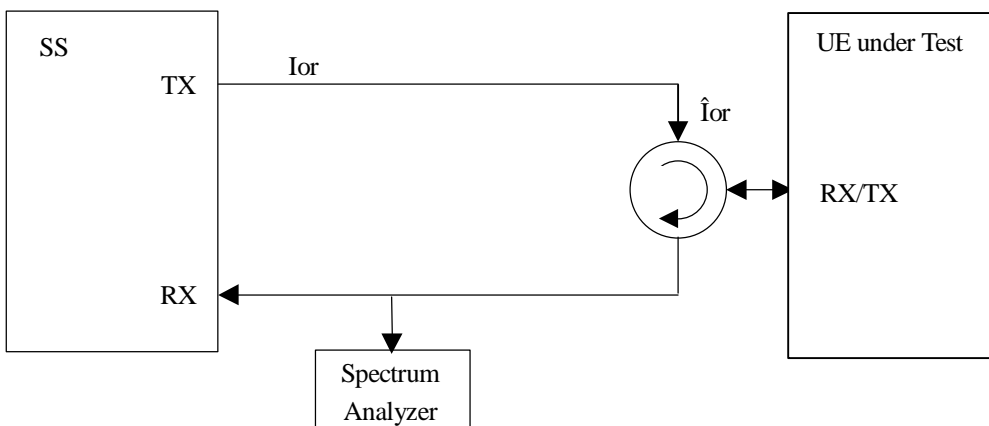 SS
UE under Test
Ior
TX
Îor
RX/TX
RX
Spectrum
Analyzer